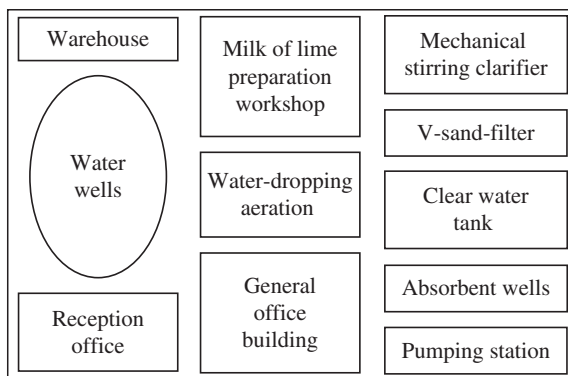 Warehouse
Water
wells
Reception
office
Milk of lime
preparation
workshop
Water-dropping
aeration
General
office
building
Mechanical
stirring clarifier
V-sand-filter
Clear water
tank
Absorbent wells
Pumping station